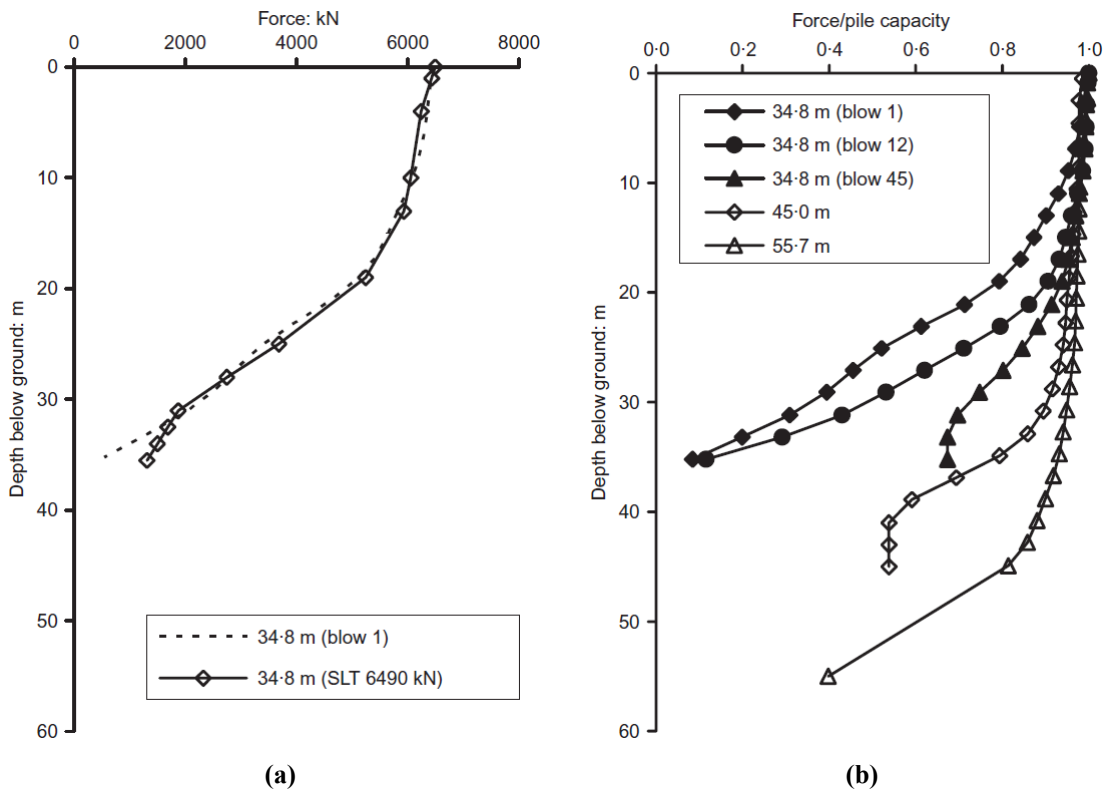 Force: kN
0 2000 4000 6000 8000
0
10
20
30
40
50
60
Depth below ground: m
34·8 m (blow 1)
34·8 m (SLT 6490 kN)
(a)
Force/pile capacity
0·0 0·2 0·4 0·6 0·8 1·0
0
10
20
30
40
50
60
Depth below ground: m
34·8 m (blow 1)
34·8 m (blow 12)
34·8 m (blow 45)
45·0 m
55·7 m
(b)